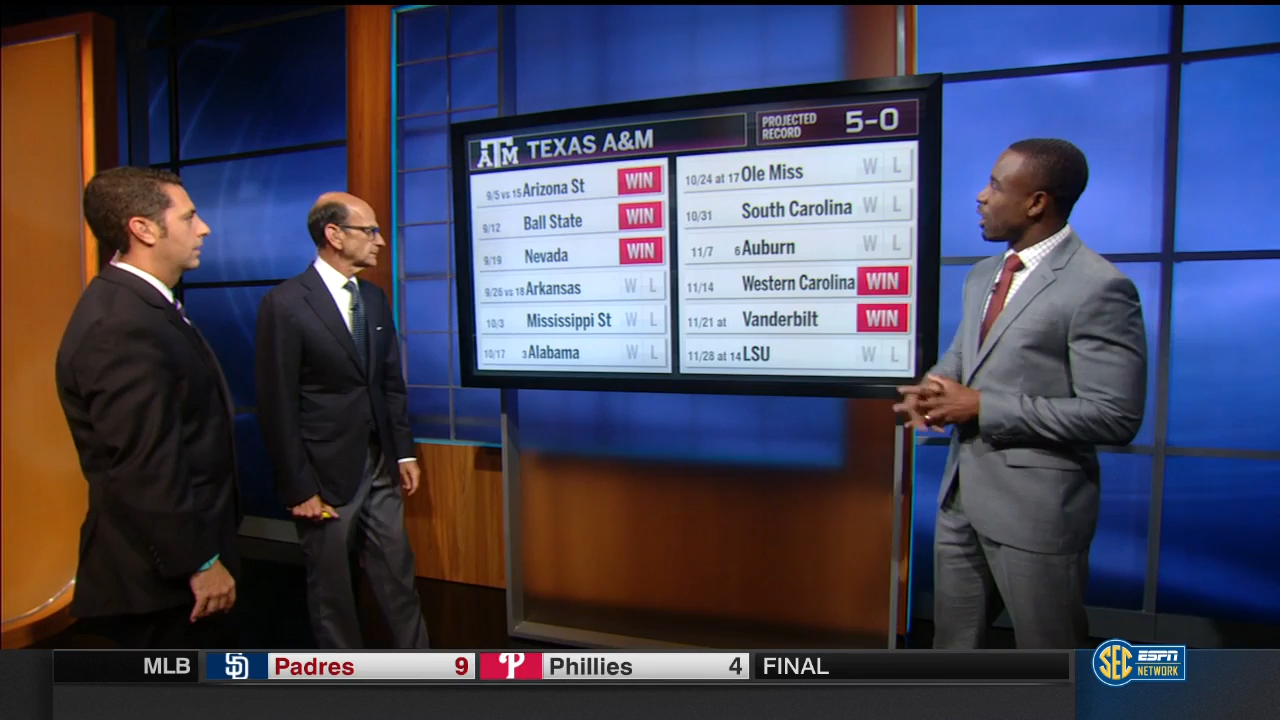 ATM TEXAS A&M
PROJECTED RECORD 5-0
9/5 vs 15 Arizona St WIN
9/12 Ball State WIN
9/19 Nevada WIN
9/26 vs 18 Arkansas W L
10/3 Mississippi St W L
10/17 3 Alabama W L
10/24 at 17 Ole Miss W L
10/31 South Carolina W L
11/7 6 Auburn W L
11/14 Western Carolina WIN
11/21 at Vanderbilt WIN
11/28 at 14 LSU W L
MLB SD Padres 9 P Phillies 4 FINAL
SEC ESPN NETWORK